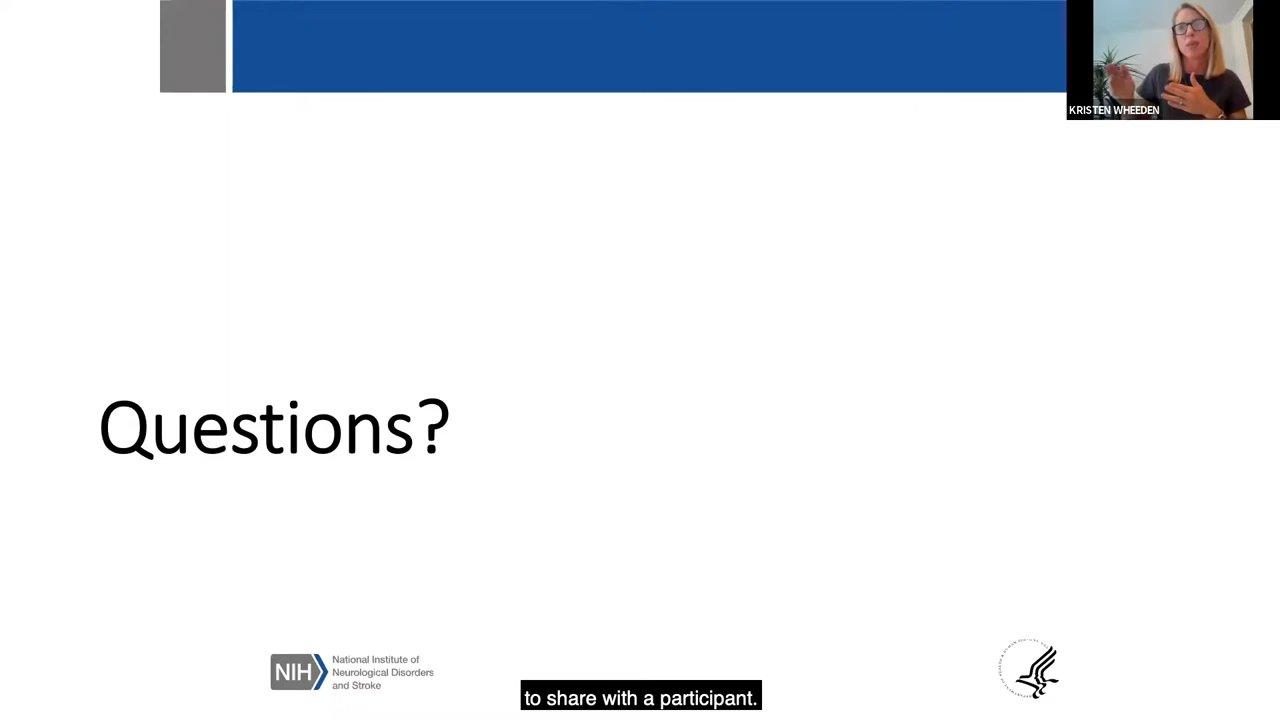 KRISTEN WHEEDEN
Questions?
NIH
National Institute of
Neurological Disorders
and Stroke
to share with a participant.